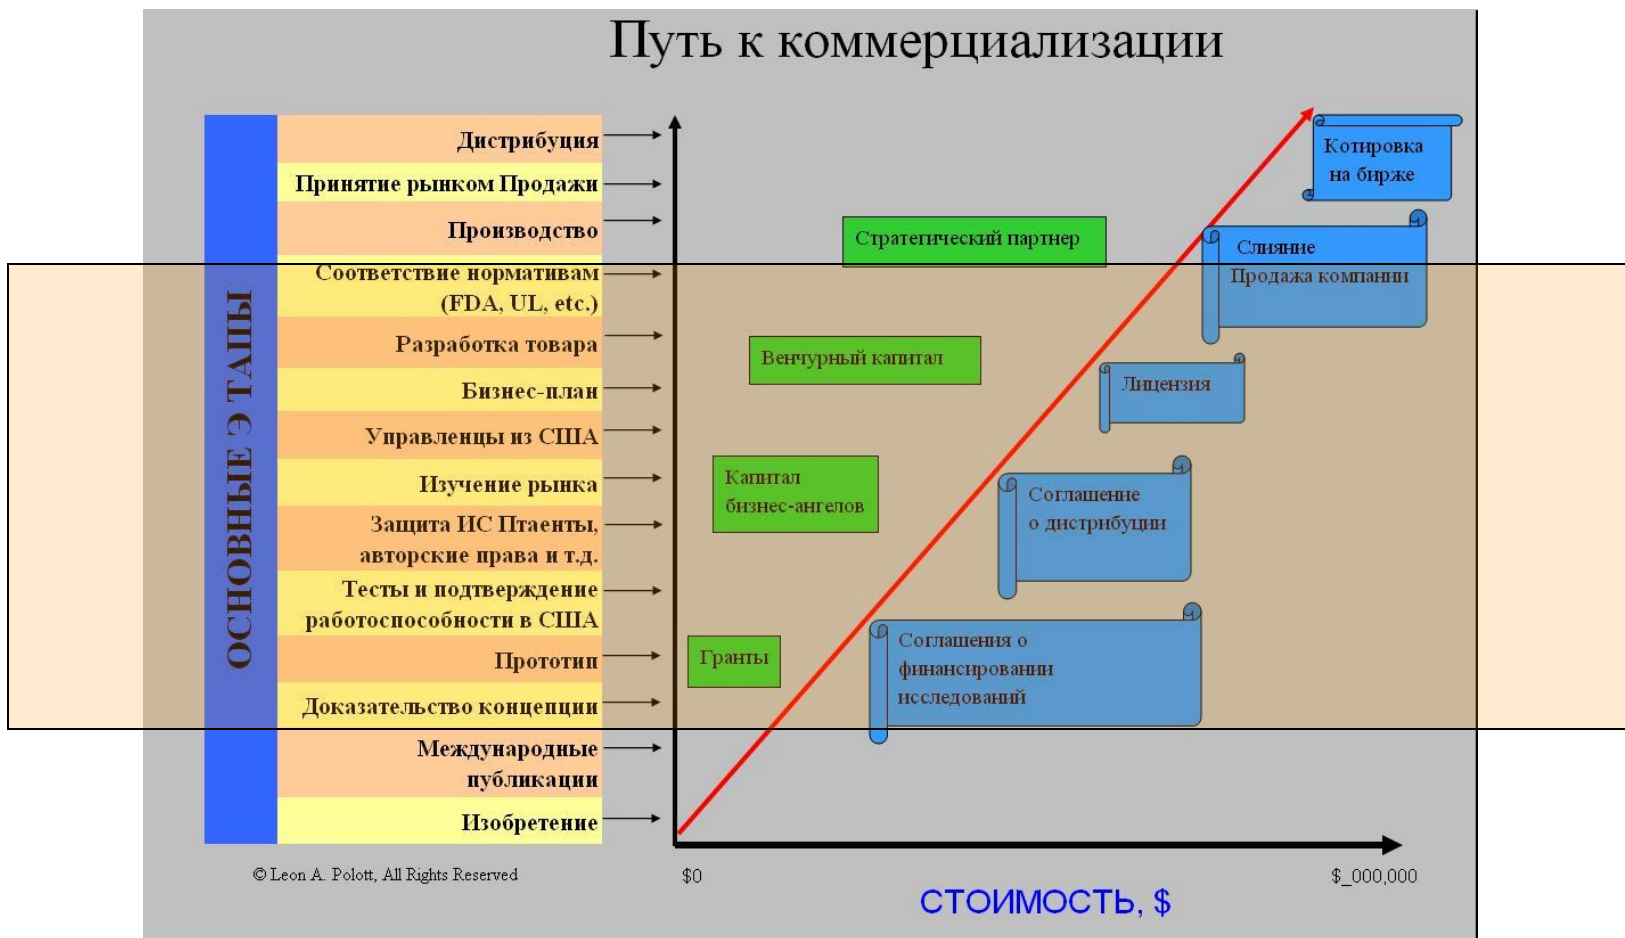 Путь к коммерциализации
ОСНОВНЫЕ Э ТАПЫ
Дистрибуция
Принятие рынком Продажи
Производство
Соответствие нормативам
(FDA, UL, etc.)
Разработка товара
Бизнес-план
Управленцы из США
Изучение рынка
Защита ИС Птаенты,
авторские права и т.д.
Тесты и подтверждение
работоспособности в США
Прототип
Доказательство концепции
Международные
публикации
Изобретение
Стратегический партнер
Венчурный капитал
Капитал
бизнес-ангелов
Гранты
Котировка
на бирже
Слияние
Продажа компании
Лицензия
Соглашение
о дистрибуции
Соглашения о
финансировании
исследований
© Leon A. Polott, All Rights Reserved
$0
$_000,000
СТОИМОСТЬ, $